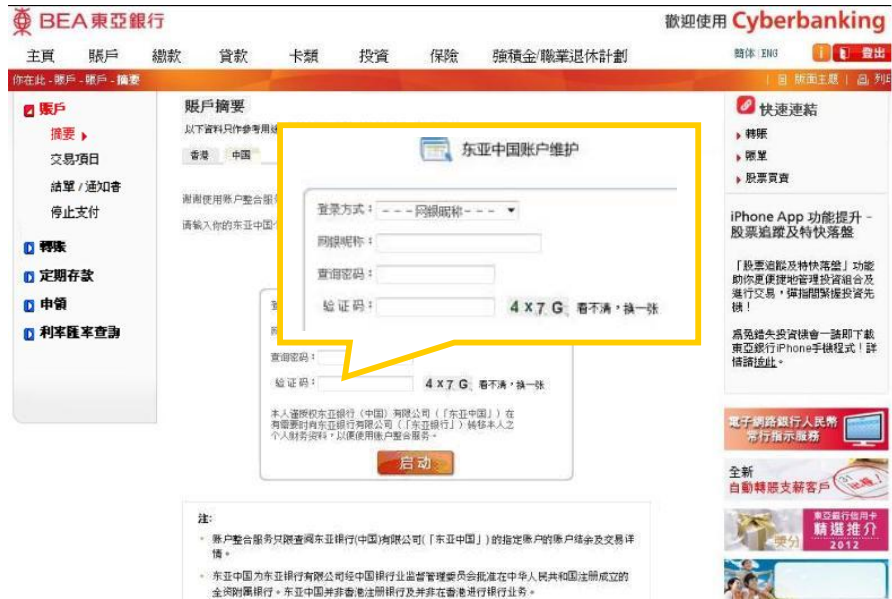 BEA東亞銀行
歡迎使用 Cyberbanking
主頁 賬戶 繳款 貸款 卡類 投資 保險 強積金/職業退休計劃
簡体 ENG 登出
你在此 - 賬戶 - 賬戶 - 摘要
版面主題
賬戶
摘要
交易項目
結單 / 通知書
停止支付
轉賬
定期存款
申領
利率匯率查詢
賬戶摘要
以下資料只作參考用途
香港 中國
谢谢使用账户整合服
请输入你的东亚中国
东亚中国账户维护
登录方式: - - - 网银昵称- - -
网银昵称:
查询密码:
验证码: 4 X 7 G 看不清,换一张
查询密码:
验证码: 4 X 7 G 看不清,换一张
本人谨授权东亚银行(中国)有限公司(「东亚中国」)在
有需要时向东亚银行有限公司(「东亚银行」)转移本人之
个人财务资料,以便使用账户整合服务。
启动
注:
账户整合服务只限查阅东亚银行(中国)有限公司(「东亚中国」)的指定账户的账户结余及交易详
情。
东亚中国为东亚银行有限公司经中国银行业监督管理委员会批准在中华人民共和国注册成立的
全资附属银行。东亚中国并非香港注册银行及并非在香港进行银行业务。
快速連結
轉賬
賬單
股票買賣
iPhone App 功能提升 -
股票追蹤及特快落盤
「股票追蹤及特快落盤」功能
助你更便捷地管理投資組合及
進行交易,彈指間緊握投資先
機!
為免錯失投資機會一請即下載
東亞銀行iPhone手機程式!詳
情請按此。
電子網路銀行人民幣
常行指示服務
全新
自動轉賬支薪客戶
東亞銀行信用卡
精選推介
獎分 2012